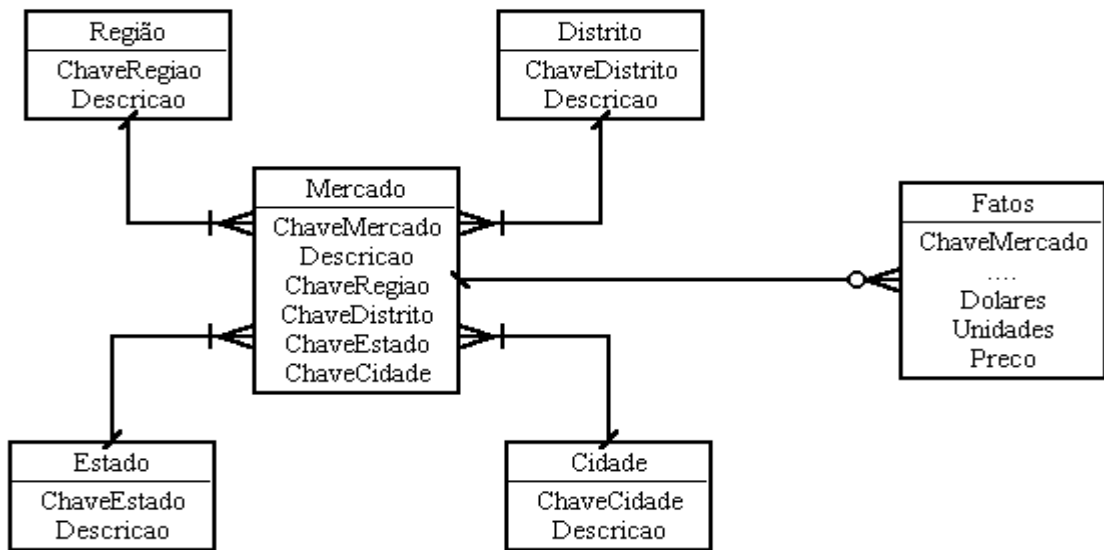 Região
ChaveRegiao
Descricao
Distrito
ChaveDistrito
Descricao
Mercado
ChaveMercado
Descricao
ChaveRegiao
ChaveDistrito
ChaveEstado
ChaveCidade
Fatos
ChaveMercado
....
Dolares
Unidades
Preco
Estado
ChaveEstado
Descricao
Cidade
ChaveCidade
Descricao